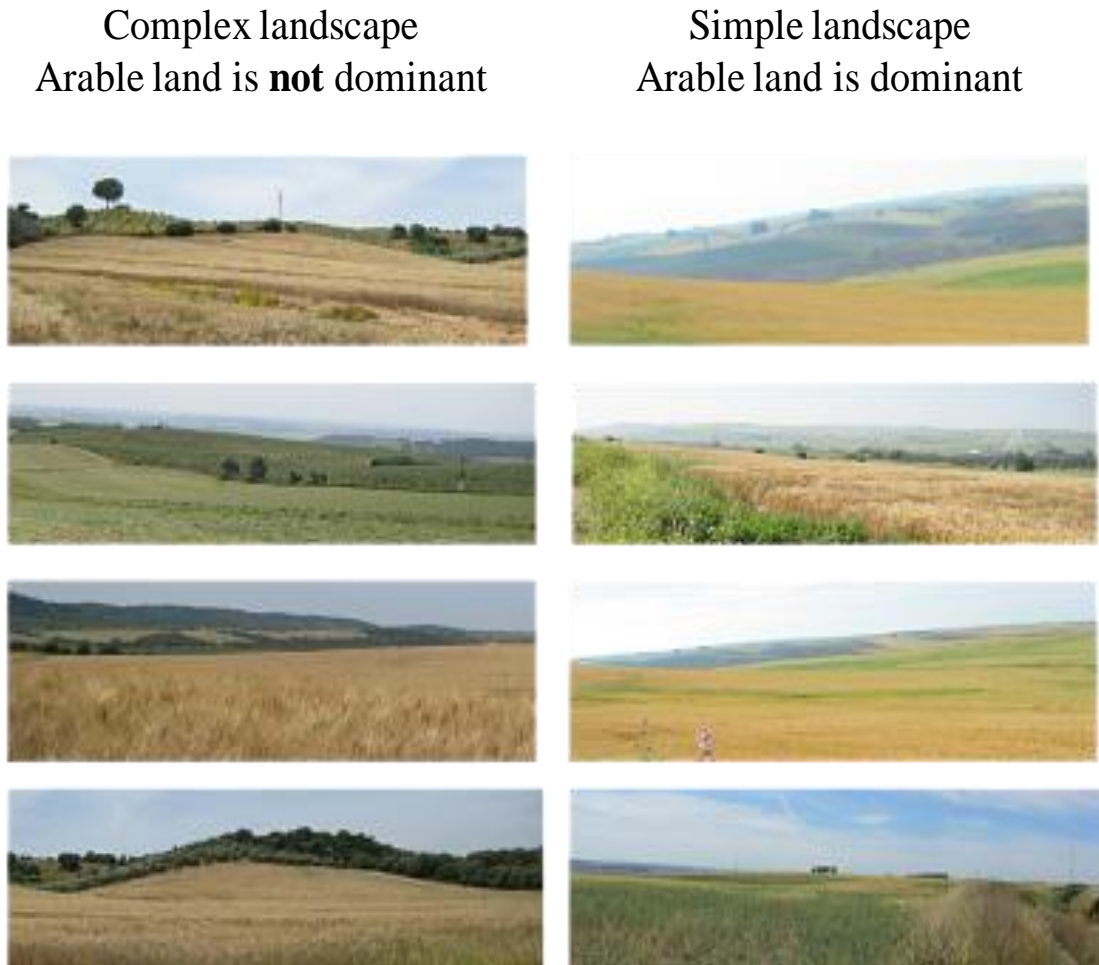 Complex landscape
Arable land is not dominant
Simple landscape
Arable land is dominant